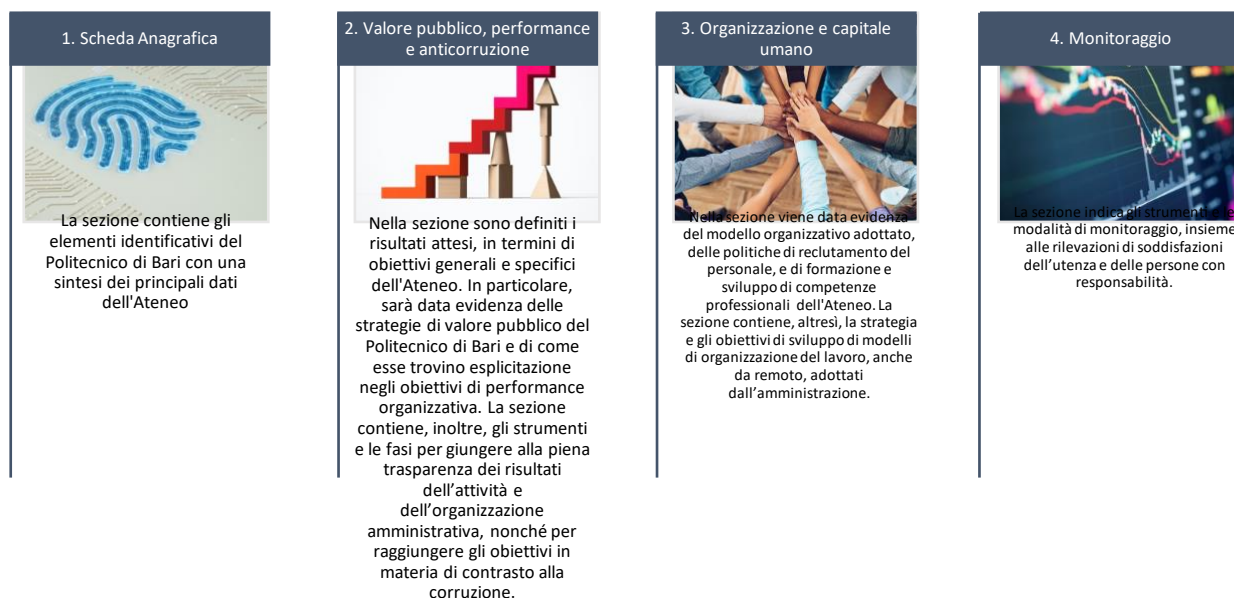 1. Scheda Anagrafica
La sezione contiene gli
elementi identificativi del
Politecnico di Bari con una
sintesi dei principali dati
dell'Ateneo
2. Valore pubblico, performance
e anticorruzione
Nella sezione sono definiti i
risultati attesi, in termini di
obiettivi generali e specifici
dell'Ateneo. In particolare,
sarà data evidenza delle
strategie di valore pubblico del
Politecnico di Bari e di come
esse trovino esplicitazione
negli obiettivi di performance
organizzativa. La sezione
contiene, inoltre, gli strumenti
e le fasi per giungere alla piena
trasparenza dei risultati
dell’attività e
dell’organizzazione
amministrativa, nonché per
raggiungere gli obiettivi in
materia di contrasto alla
corruzione.
3. Organizzazione e capitale
umano
Nella sezione viene data evidenza
del modello organizzativo adottato,
delle politiche di reclutamento del
personale, e di formazione e
sviluppo di competenze
professionali dell'Ateneo. La
sezione contiene, altresì, la strategia
e gli obiettivi di sviluppo di modelli
di organizzazione del lavoro, anche
da remoto, adottati
dall’amministrazione.
4. Monitoraggio
La sezione indica gli strumenti e le
modalità di monitoraggio, insieme
alle rilevazioni di soddisfazioni
dell’utenza e delle persone con
responsabilità.